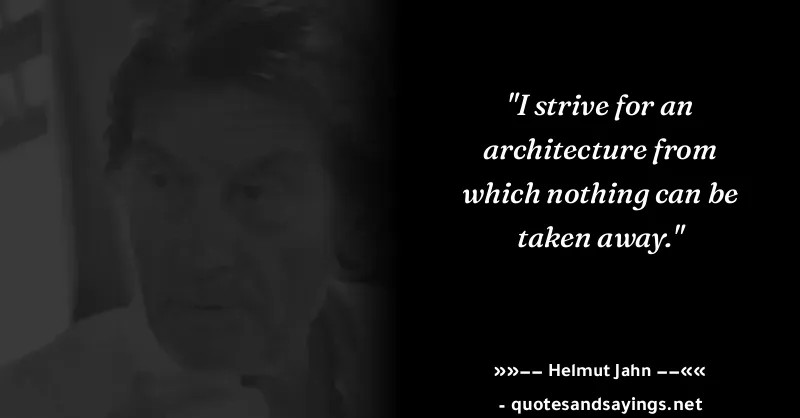 "I strive for an
architecture from
which nothing can be
taken away."
»»−− Helmut Jahn −−««
- quotesandsayings.net